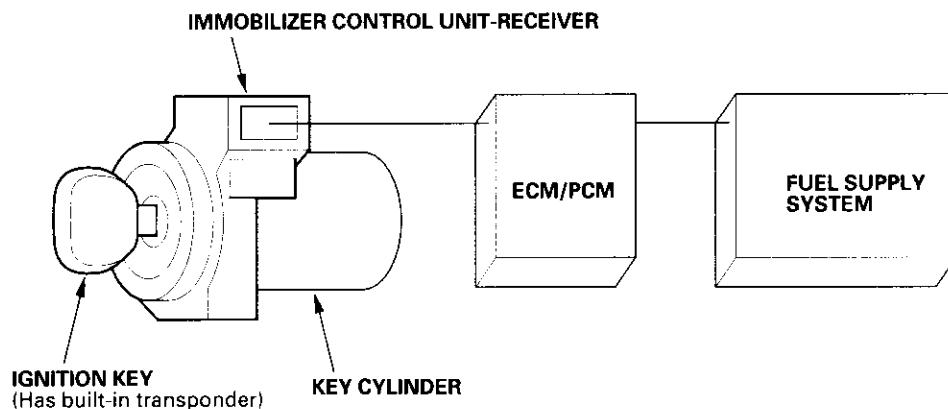 IMMOBILIZER CONTROL UNIT-RECEIVER
ECM/PCM
FUEL SUPPLY
SYSTEM
IGNITION KEY
(Has built-in transponder)
KEY CYLINDER